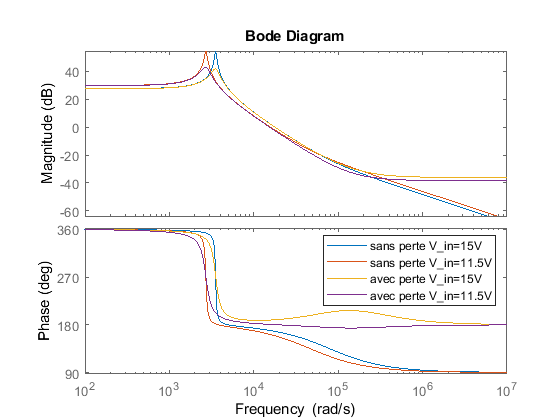 Bode Diagram
Magnitude (dB)
40
20
0
-20
-40
-60
Phase (deg)
360
270
180
90
sans perte V_in=15V
sans perte V_in=11.5V
avec perte V_in=15V
avec perte V_in=11.5V
10^2
10^3
10^4
10^5
10^6
10^7
Frequency (rad/s)